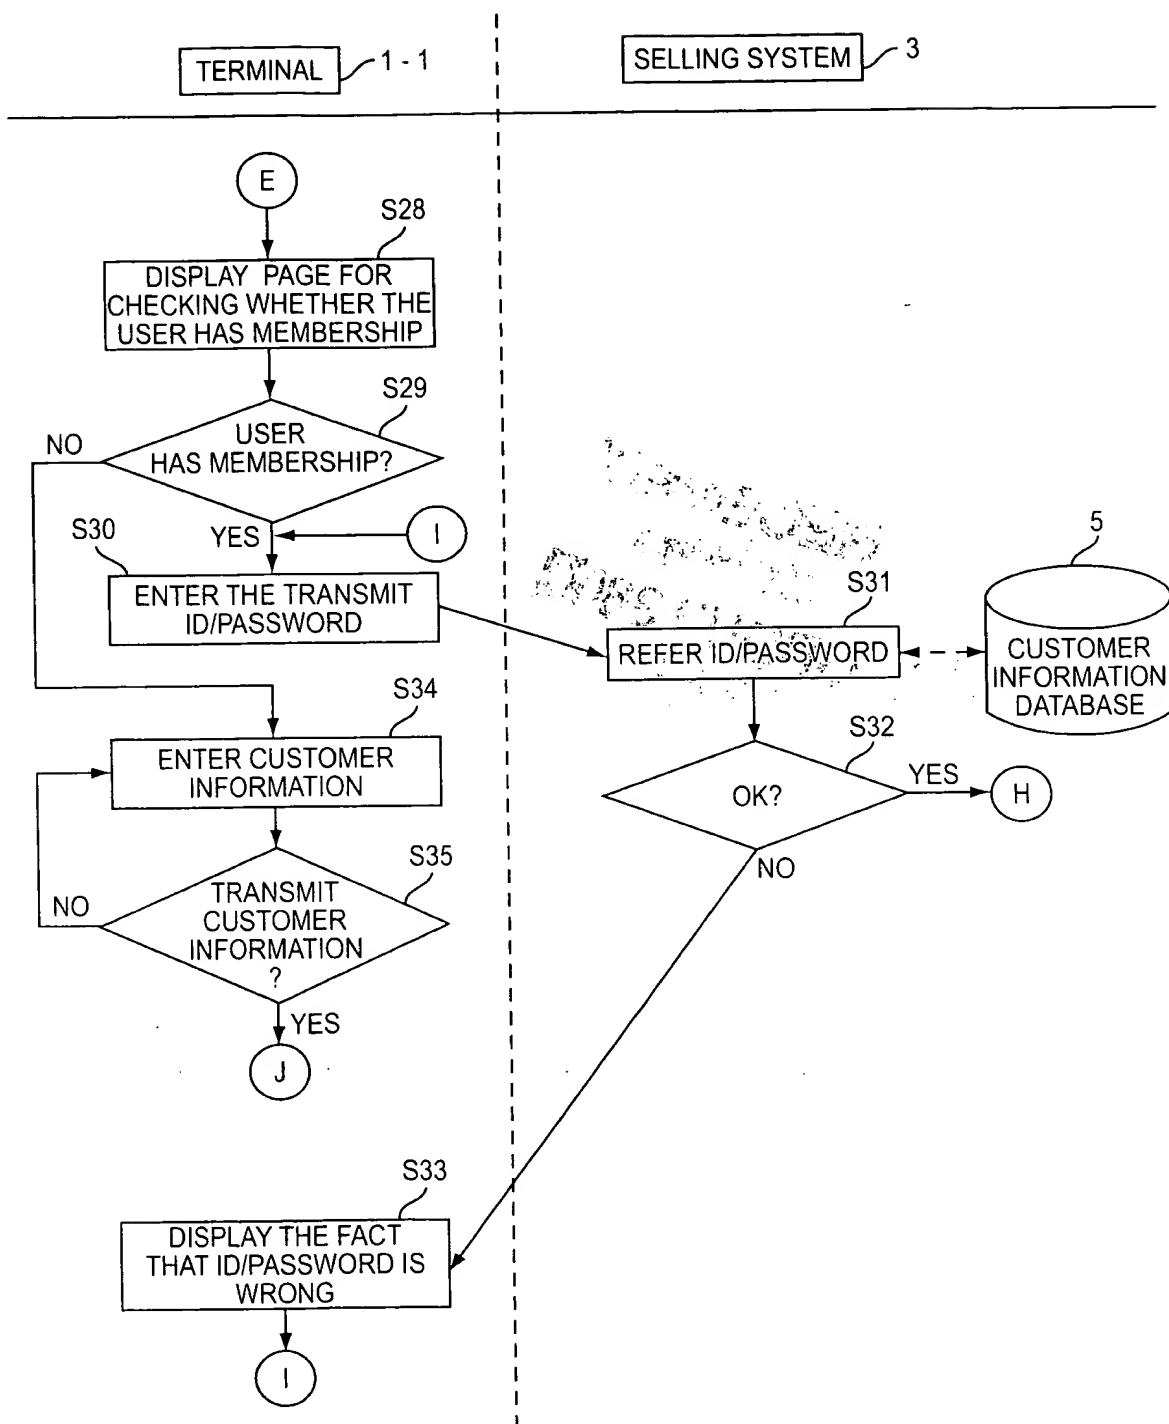 TERMINAL
1 - 1
SELLING SYSTEM
3
E
S28
DISPLAY PAGE FOR
CHECKING WHETHER THE
USER HAS MEMBERSHIP
S29
USER
HAS MEMBERSHIP?
NO
YES
I
S30
ENTER THE TRANSMIT
ID/PASSWORD
S31
REFER ID/PASSWORD
5
CUSTOMER
INFORMATION
DATABASE
S32
OK?
YES
H
NO
S34
ENTER CUSTOMER
INFORMATION
S35
TRANSMIT
CUSTOMER
INFORMATION
?
NO
YES
J
S33
DISPLAY THE FACT
THAT ID/PASSWORD IS
WRONG
I